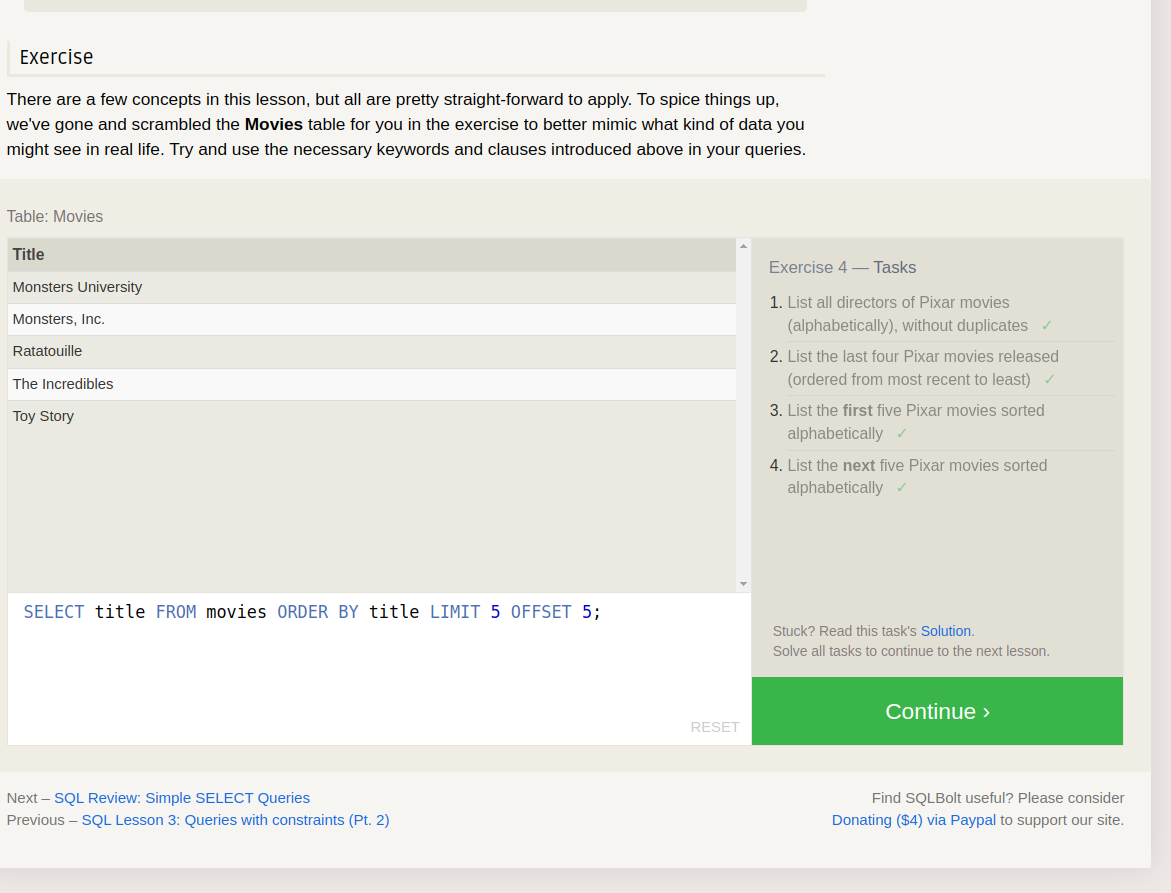 Exercise
There are a few concepts in this lesson, but all are pretty straight-forward to apply. To spice things up,
we've gone and scrambled the Movies table for you in the exercise to better mimic what kind of data you
might see in real life. Try and use the necessary keywords and clauses introduced above in your queries.
Table: Movies
Title
Monsters University
Monsters, Inc.
Ratatouille
The Incredibles
Toy Story
SELECT title FROM movies ORDER BY title LIMIT 5 OFFSET 5;
RESET
Exercise 4 — Tasks
1. List all directors of Pixar movies
(alphabetically), without duplicates ✓
2. List the last four Pixar movies released
(ordered from most recent to least) ✓
3. List the first five Pixar movies sorted
alphabetically ✓
4. List the next five Pixar movies sorted
alphabetically ✓
Stuck? Read this task's Solution.
Solve all tasks to continue to the next lesson.
Continue ›
Next – SQL Review: Simple SELECT Queries
Previous – SQL Lesson 3: Queries with constraints (Pt. 2)
Find SQLBolt useful? Please consider
Donating ($4) via Paypal to support our site.